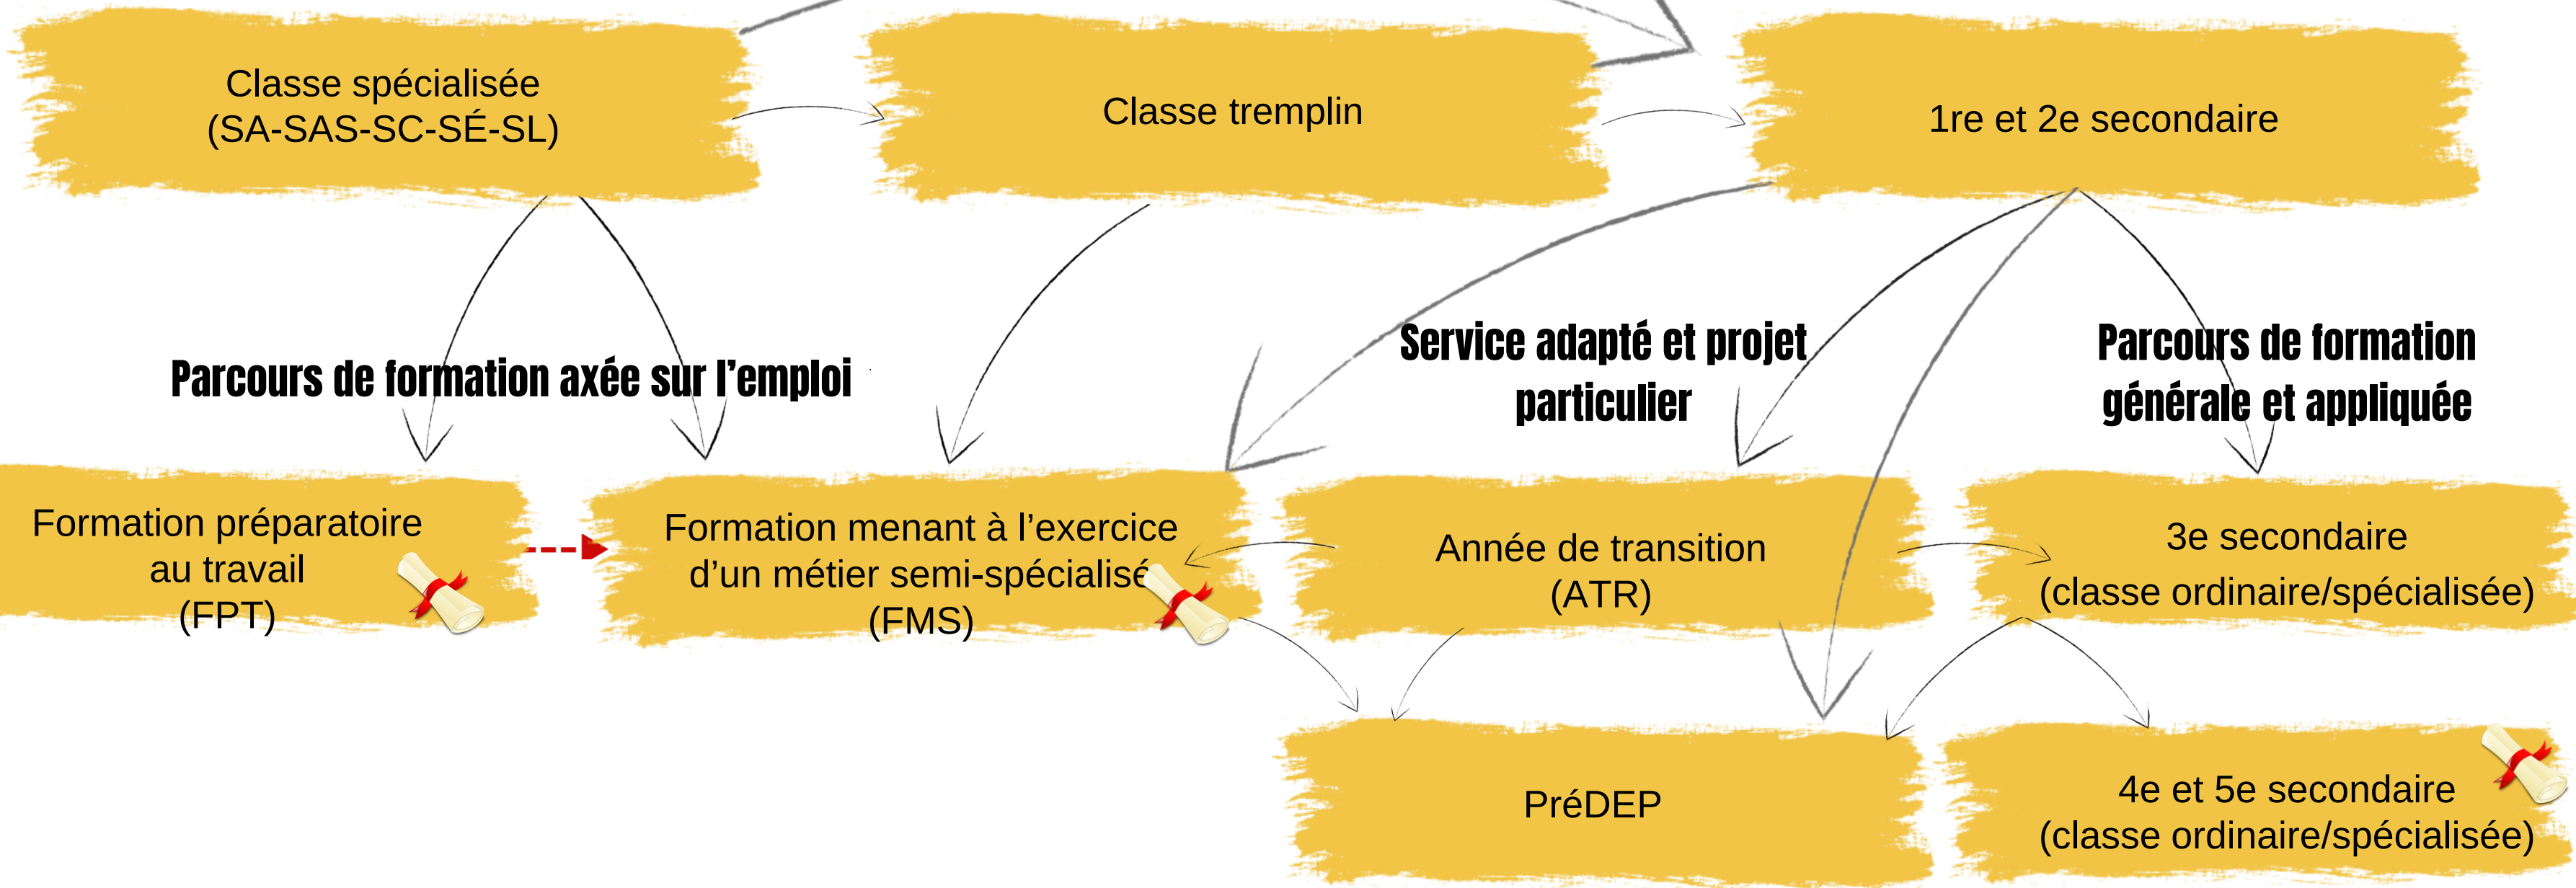 Classe spécialisée
(SA-SAS-SC-SÉ-SL)
Classe tremplin
1re et 2e secondaire
Parcours de formation axée sur l’emploi
Service adapté et projet
particulier
Parcours de formation
générale et appliquée
Formation préparatoire
au travail
(FPT)
Formation menant à l’exercice
d’un métier semi-spécialisé
(FMS)
Année de transition
(ATR)
3e secondaire
(classe ordinaire/spécialisée)
PréDEP
4e et 5e secondaire
(classe ordinaire/spécialisée)